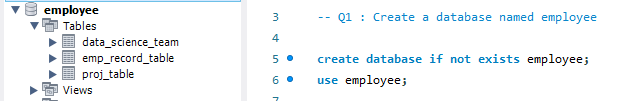 employee
Tables
data_science_team
emp_record_table
proj_table
Views
3 -- Q1 : Create a database named employee
4
5 create database if not exists employee;
6 use employee;